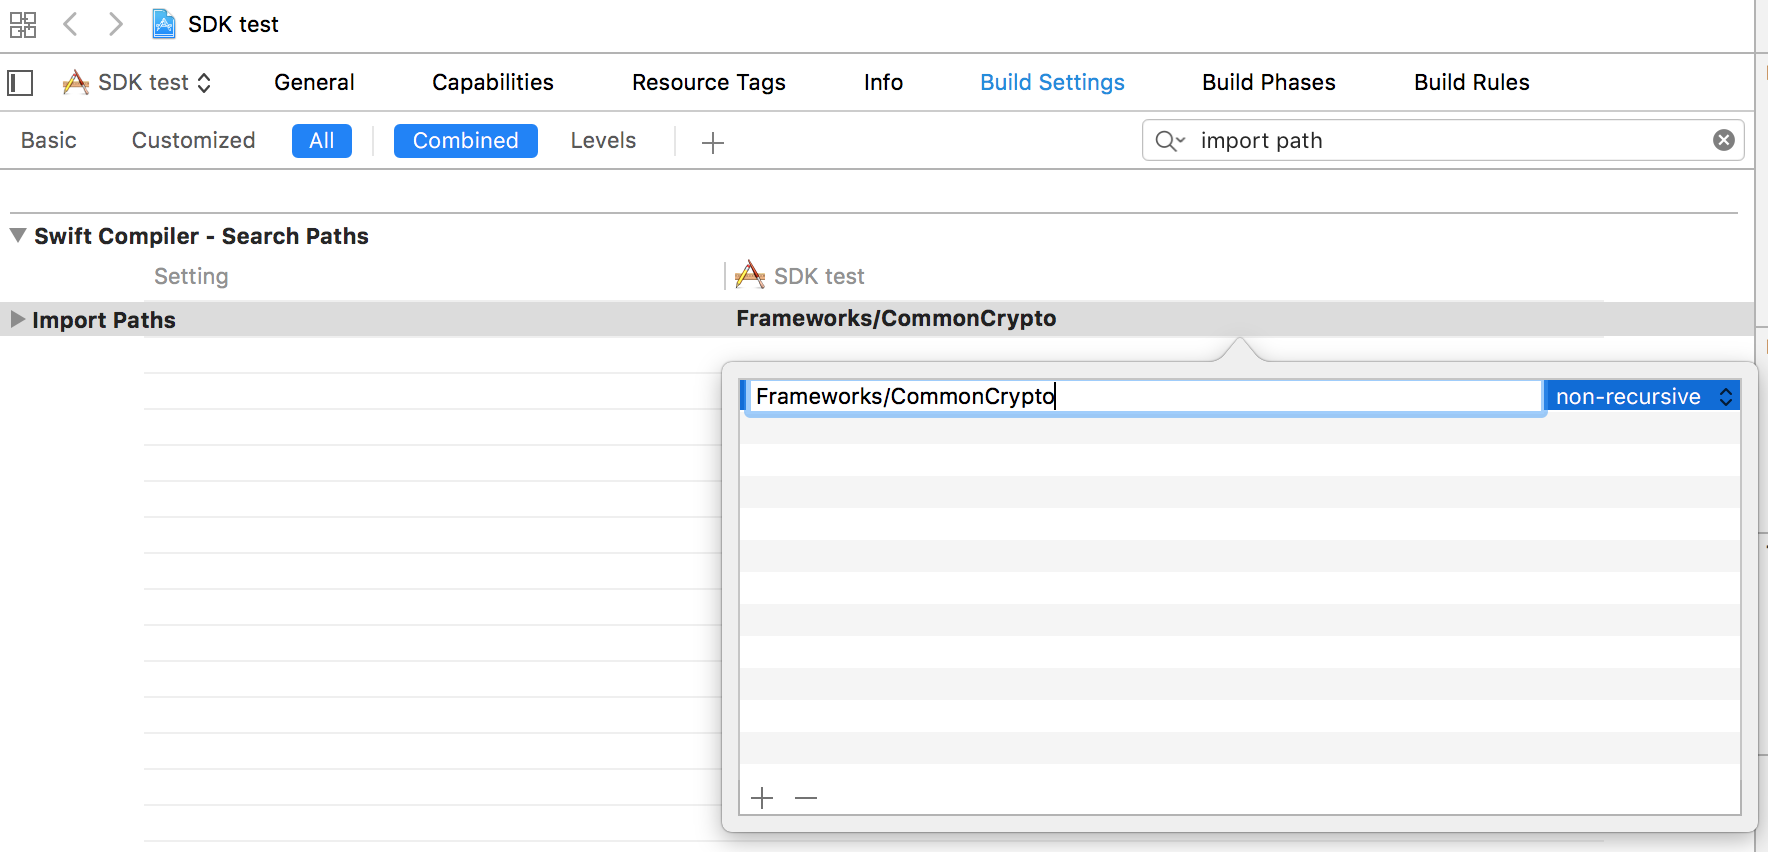 SDK test
SDK test General Capabilities Resource Tags Info Build Settings Build Phases Build Rules
Basic Customized All Combined Levels import path
Swift Compiler - Search Paths
Setting SDK test
Import Paths Frameworks/CommonCrypto
Frameworks/CommonCrypto non-recursive